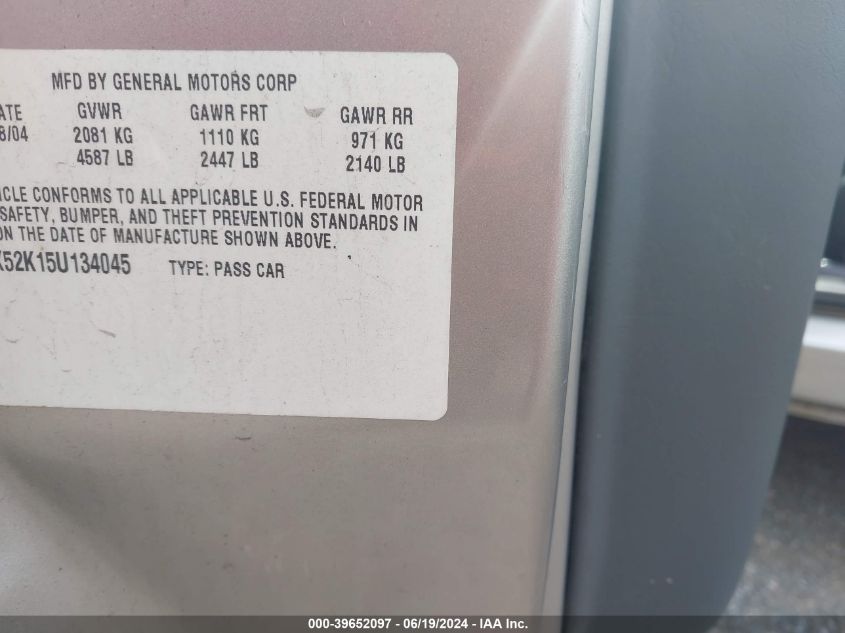 MFD BY GENERAL MOTORS CORP
ATE GVWR GAWR FRT GAWR RR
8/04 2081 KG 1110 KG 971 KG
4587 LB 2447 LB 2140 LB
ICLE CONFORMS TO ALL APPLICABLE U.S. FEDERAL MOTOR
SAFETY, BUMPER, AND THEFT PREVENTION STANDARDS IN
ON THE DATE OF MANUFACTURE SHOWN ABOVE.
52K15U134045 TYPE: PASS CAR
000-39652097 - 06/19/2024 - IAA Inc.